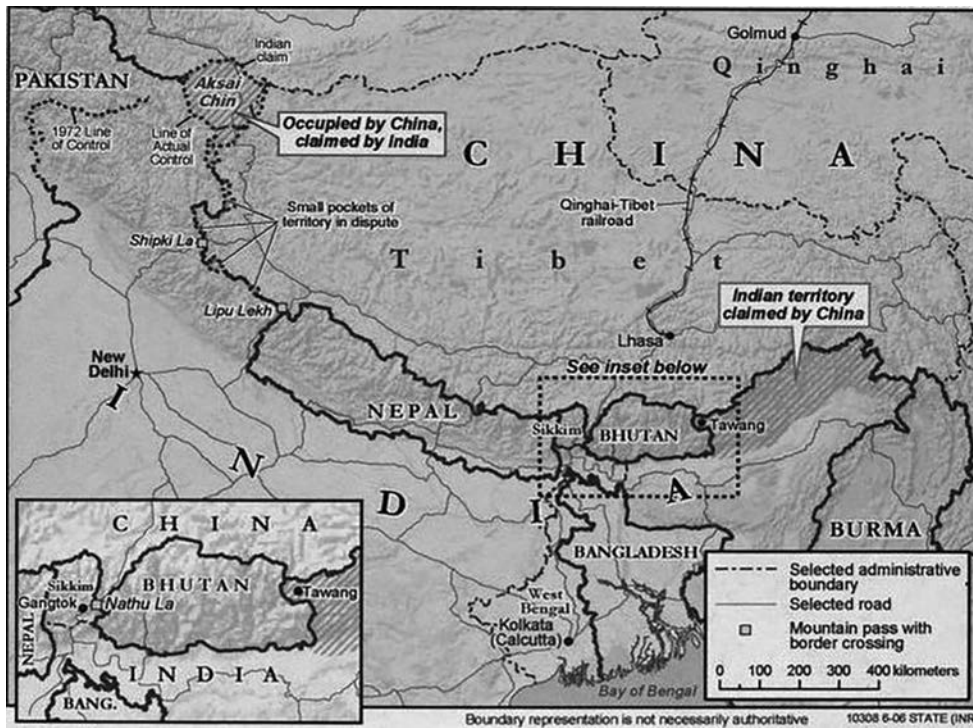 Golmud
Qinghai
Indian
claim
PAKISTAN
Aksai
Chin
1972 Line
of Control
Line of
Actual
Control
Occupied by China,
claimed by India
CHINA
Small pockets of
territory in dispute
Qinghai-Tibet
railroad
Shipki La
Tibet
Lipu Lekh
Indian territory
claimed by China
Lhasa
New
Delhi
See inset below
NEPAL
Sikkim
BHUTAN
Tawang
INDIA
BANGLADESH
BURMA
West
Bengal
Kolkata
(Calcutta)
Bay of Bengal
CHINA
BHUTAN
Sikkim
Gangtok
Nathu La
Tawang
NEPAL
INDIA
BANG.
Selected administrative
boundary
Selected road
Mountain pass with
border crossing
0 100 200 400 kilometers
Boundary representation is not necessarily authoritative
103308 6-06 STATE (INR)